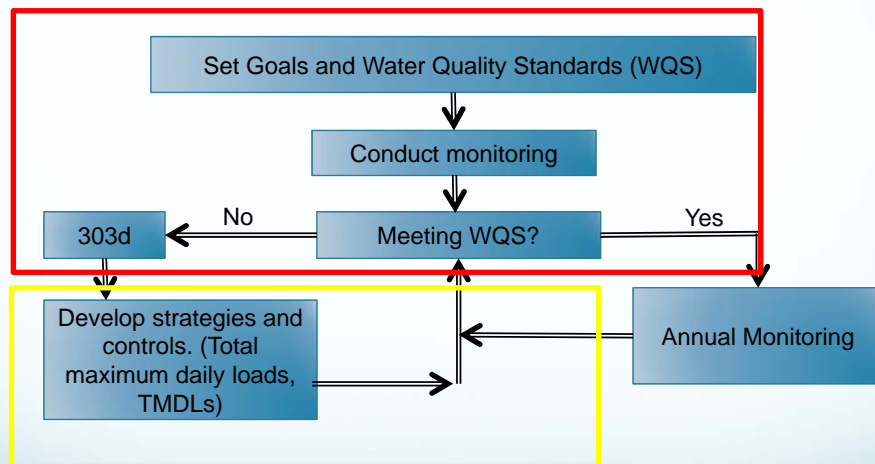 Set Goals and Water Quality Standards (WQS)
Conduct monitoring
No
Yes
303d
Meeting WQS?
Develop strategies and
controls. (Total
maximum daily loads,
TMDLs)
Annual Monitoring